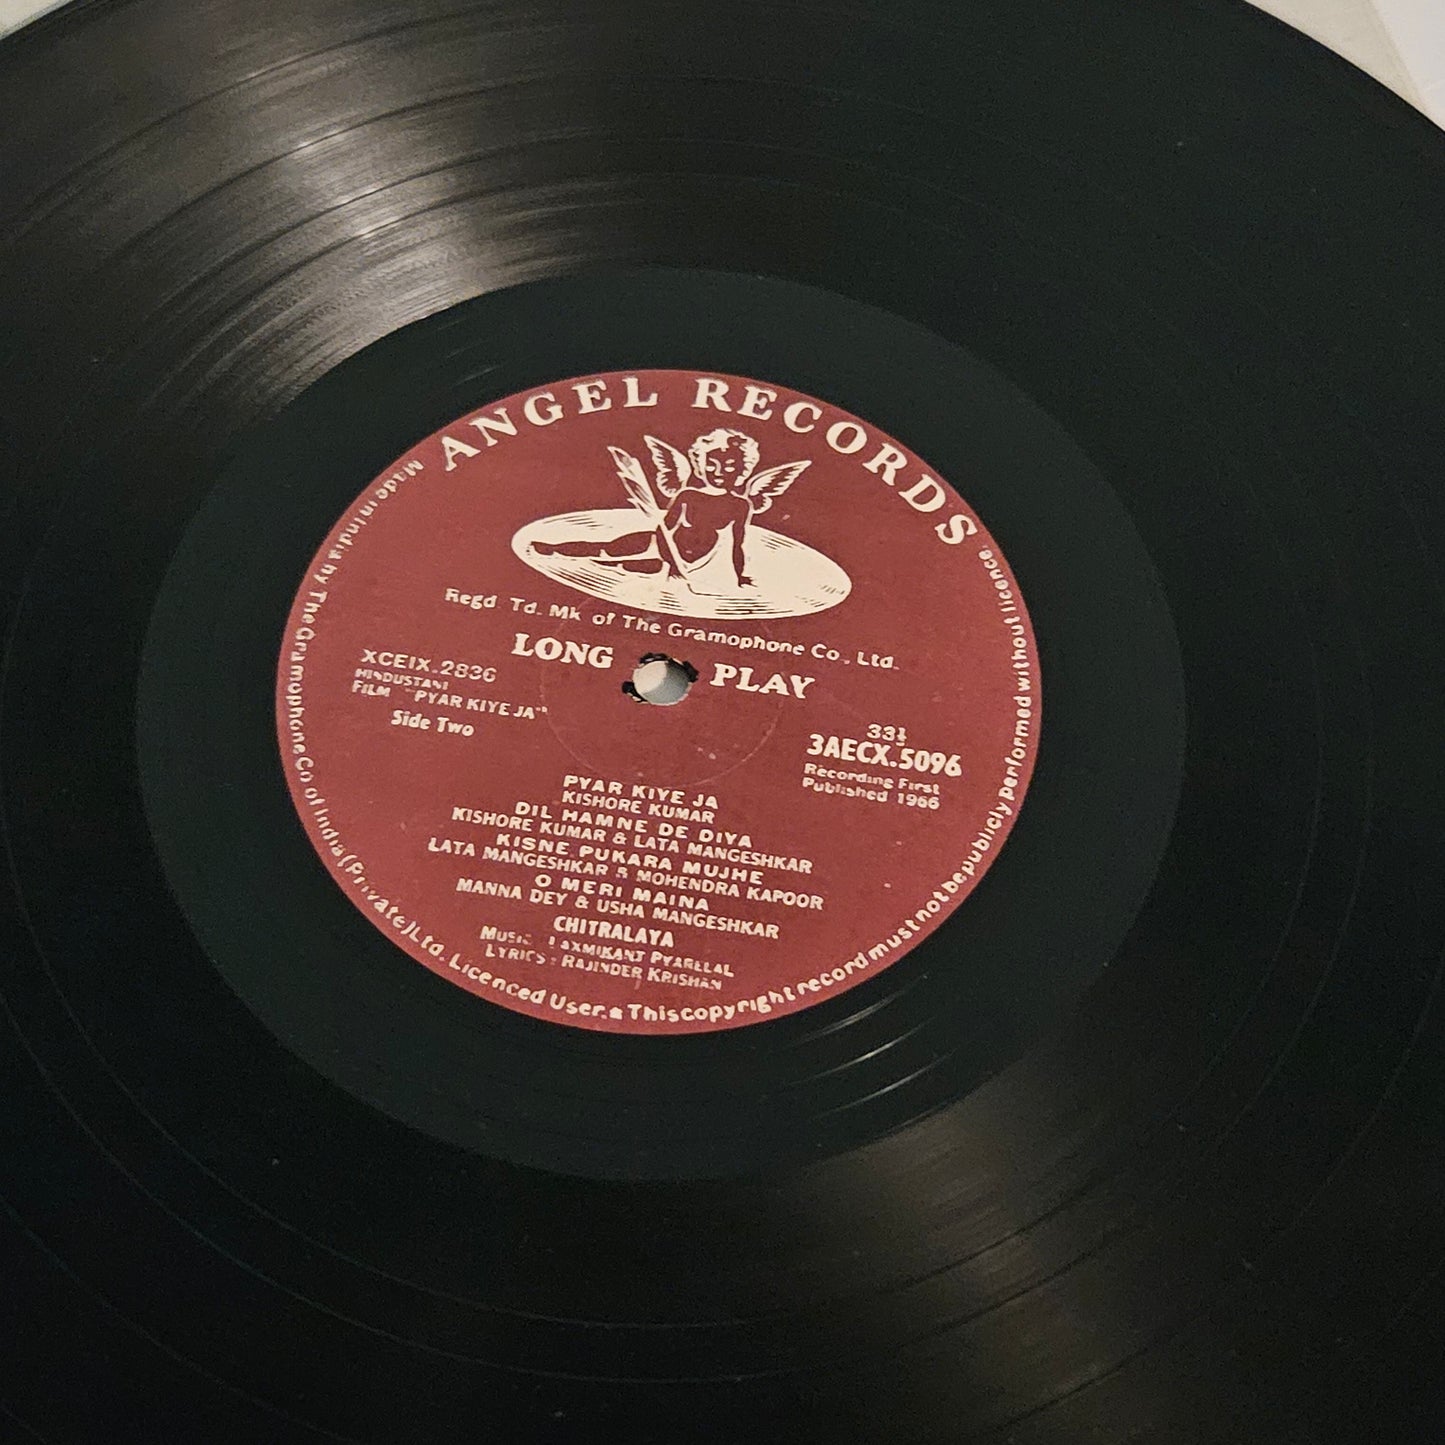 ANGEL RECORDS
Regd. Td. Mk. of The Gramophone Co., Ltd.
LONG PLAY
XCEIX.2836
HINDUSTANI
FILM "PYAR KIYE JA"
Side Two
33⅓
3AECX.5096
Recording First
Published 1966
PYAR KIYE JA
KISHORE KUMAR
DIL HAMNE DE DIYA
KISHORE KUMAR & LATA MANGESHKAR
KISNE PUKARA MUJHE
LATA MANGESHKAR & MOHENDRA KAPOOR
O MERI MAINA
MANNA DEY & USHA MANGESHKAR
CHITRALAYA
MUSIC : LAXMIKANT PYARELAL
LYRICS : RAJINDER KRISHAN
Made in India by The Gramophone Co of India (Private) Ltd. Licenced User. ■ This copyright record must not be publicly performed without licence.